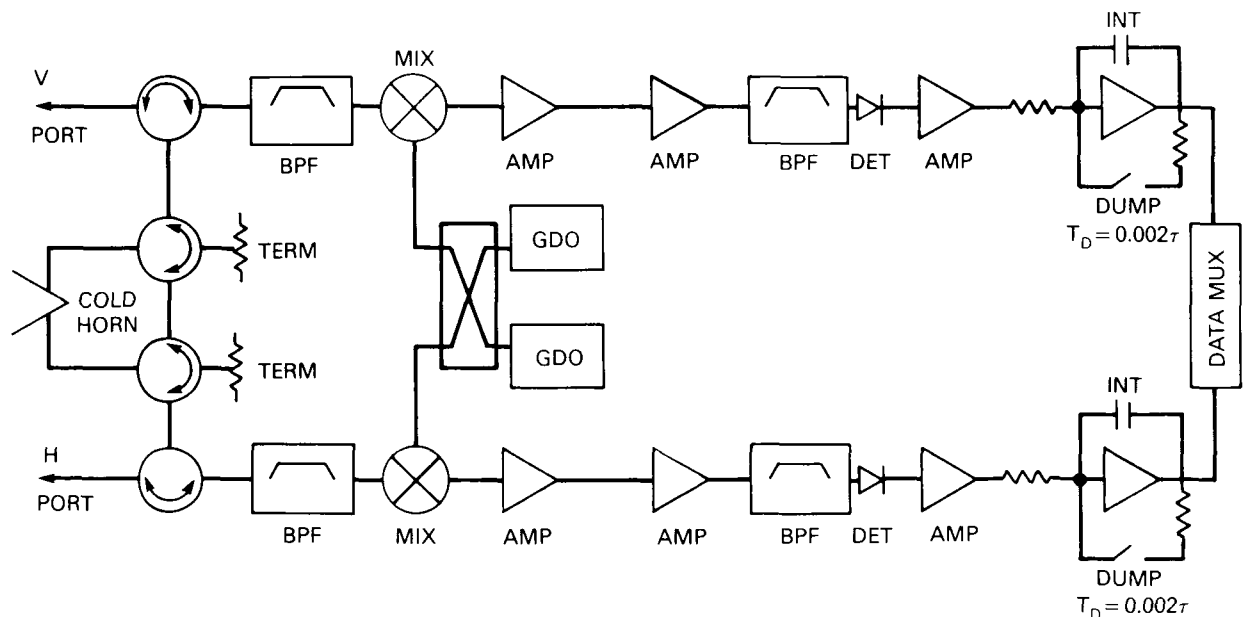 INT
V
MIX
PORT
BPF
AMP
AMP
BPF
DET
AMP
DUMP
T_D = 0.002τ
GDO
TERM
COLD
HORN
GDO
TERM
DATA MUX
INT
H
PORT
BPF
MIX
AMP
AMP
BPF
DET
AMP
DUMP
T_D = 0.002τ